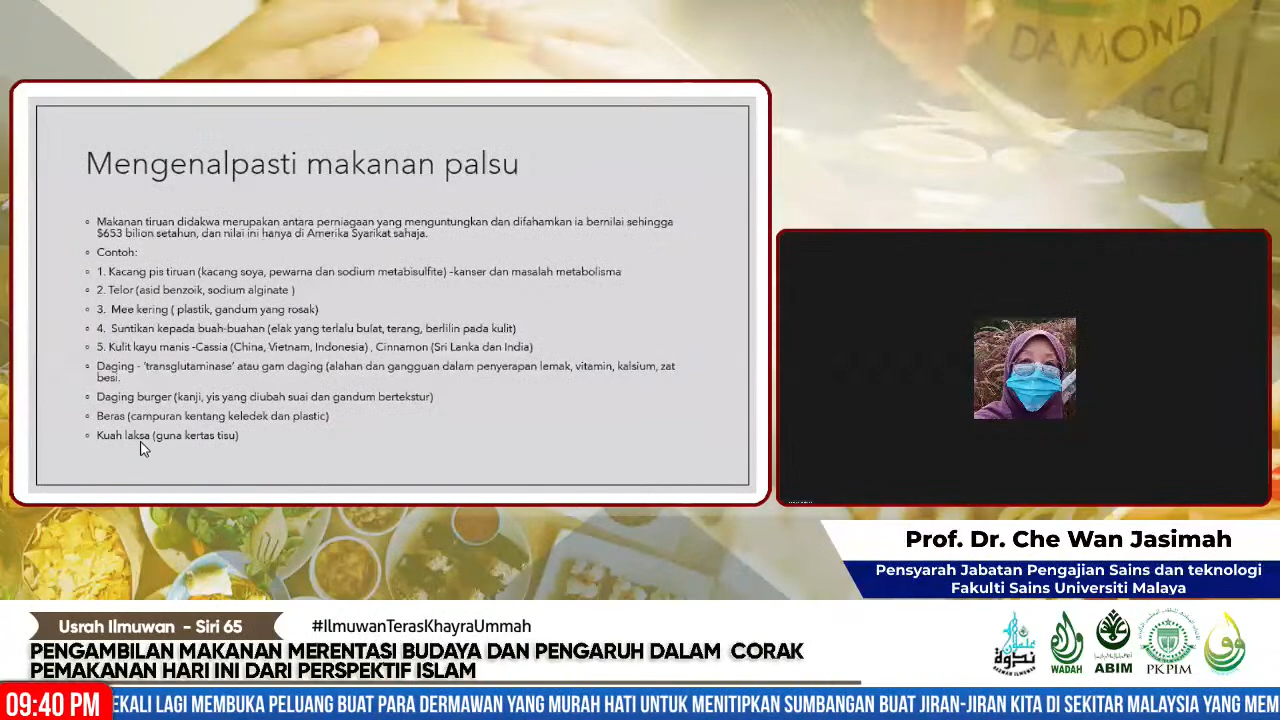 DAMOND
Mengenalpasti makanan palsu
Makanan tiruan didakwa merupakan antara perniagaan yang menguntungkan dan difahamkan ia bernilai sehingga
$653 bilion setahun, dan nilai ini hanya di Amerika Syarikat sahaja.
Contoh:
1. Kacang pis tiruan (kacang soya, pewarna dan sodium metabisulfite) -kanser dan masalah metabolisma
2. Telor (asid benzoik, sodium alginate )
3. Mee kering ( plastik, gandum yang rosak)
4. Suntikan kepada buah-buahan (elak yang terlalu bulat, terang, berlilin pada kulit)
5. Kulit kayu manis -Cassia (China, Vietnam, Indonesia) , Cinnamon (Sri Lanka dan India)
Daging - 'transglutaminase' atau gam daging (alahan dan gangguan dalam penyerapan lemak, vitamin, kalsium, zat
besi.
Daging burger (kanji, yis yang diubah suai dan gandum bertekstur)
Beras (campuran kentang keledek dan plastic)
Kuah laksa (guna kertas tisu)
Prof. Dr. Che Wan Jasimah
Pensyarah Jabatan Pengajian Sains dan teknologi
Fakulti Sains Universiti Malaya
Usrah Ilmuwan - Siri 65
#IlmuwanTerasKhayraUmmah
PENGAMBILAN MAKANAN MERENTASI BUDAYA DAN PENGARUH DALAM CORAK
PEMAKANAN HARI INI DARI PERSPEKTIF ISLAM
WADAH
ABIM
PKPIM
09:40 PM
EKALI LAGI MEMBUKA PELUANG BUAT PARA DERMAWAN YANG MURAH HATI UNTUK MENITIPKAN SUMBANGAN BUAT JIRAN-JIRAN KITA DI SEKITAR MALAYSIA YANG MEM